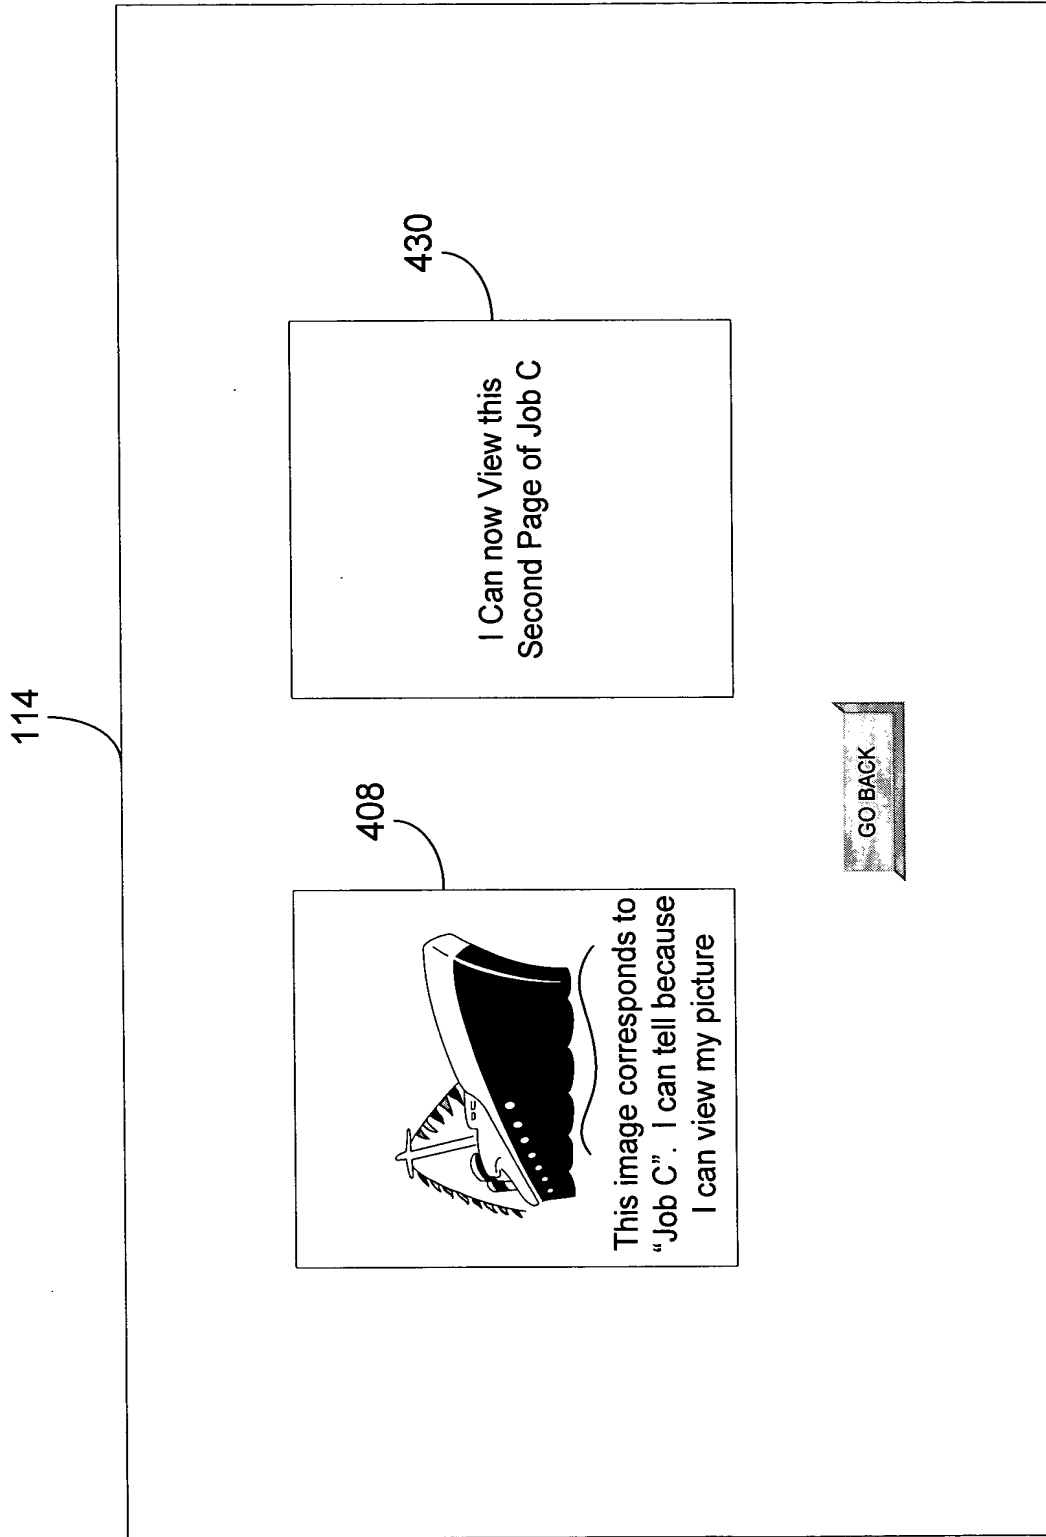 114
408
This image corresponds to
“Job C”. I can tell because
I can view my picture
430
I Can now View this
Second Page of Job C
GO BACK